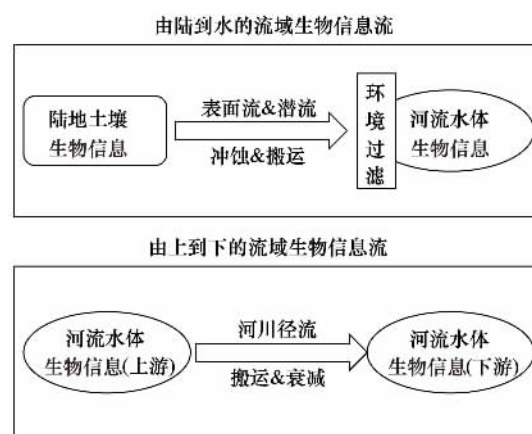 由陆到水的流域生物信息流
陆地土壤
生物信息
表面流&潜流
冲蚀&搬运
环
境
过
滤
河流水体
生物信息
由上到下的流域生物信息流
河流水体
生物信息(上游)
河川径流
搬运&衰减
河流水体
生物信息(下游)